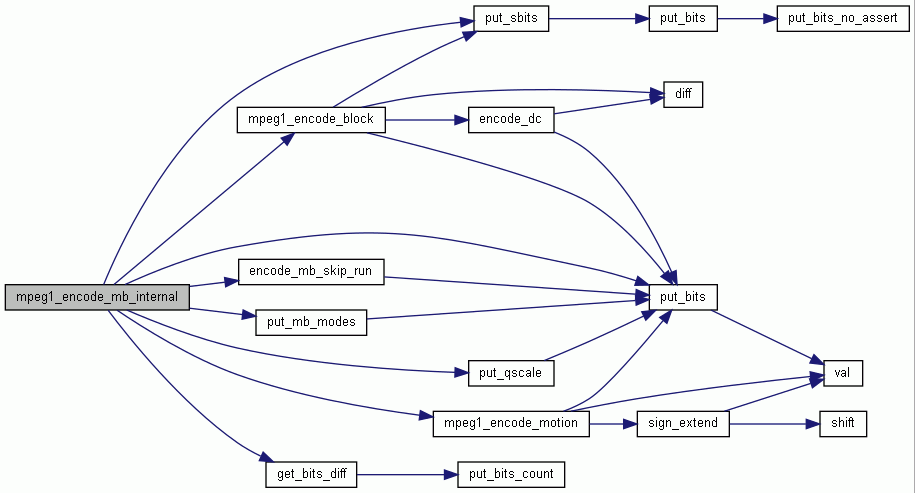 put_sbits
put_bits
put_bits_no_assert
diff
mpeg1_encode_block
encode_dc
encode_mb_skip_run
mpeg1_encode_mb_internal
put_bits
put_mb_modes
put_qscale
val
mpeg1_encode_motion
sign_extend
shift
get_bits_diff
put_bits_count